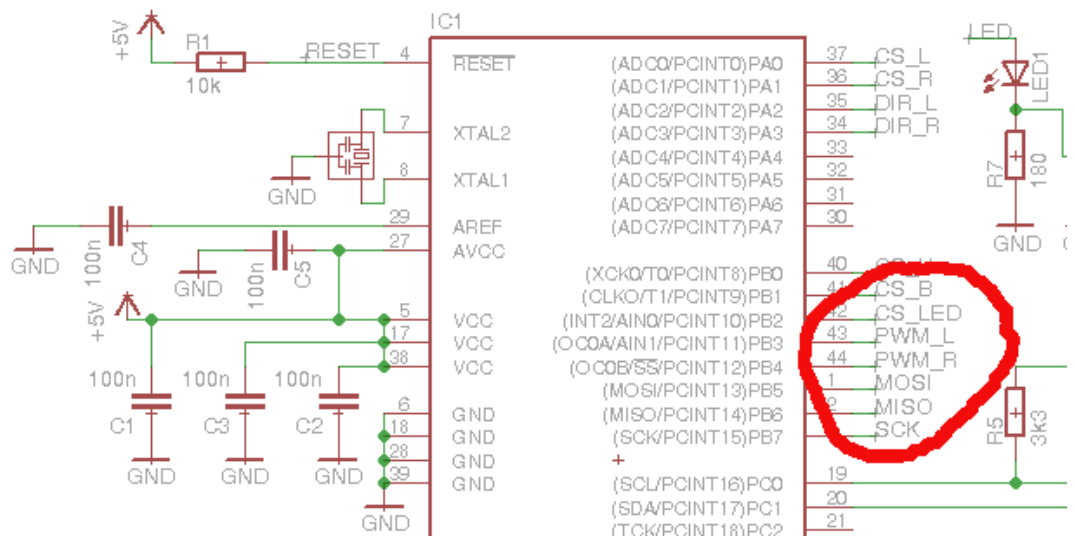 IC1
+5V
R1
10k
RESET
4
RESET
(ADC0/PCINT0)PA0
37
CS_L
(ADC1/PCINT1)PA1
36
CS_R
(ADC2/PCINT2)PA2
35
DIR_L
(ADC3/PCINT3)PA3
34
DIR_R
(ADC4/PCINT4)PA4
33
(ADC5/PCINT5)PA5
32
(ADC6/PCINT6)PA6
31
(ADC7/PCINT7)PA7
30
LED
LED1
R7
180
GND
7
XTAL2
8
XTAL1
GND
29
AREF
27
AVCC
GND
100n
C4
GND
100n
C5
+5V
5
VCC
17
VCC
38
VCC
100n
C1
GND
100n
C3
GND
100n
C2
GND
6
GND
18
GND
28
GND
39
GND
GND
(XCK0/T0/PCINT8)PB0
40
(CLKO/T1/PCINT9)PB1
41
CS_B
(INT2/AIN0/PCINT10)PB2
42
CS_LED
(OC0A/AIN1/PCINT11)PB3
43
PWM_L
(OC0B/SS/PCINT12)PB4
44
PWM_R
(MOSI/PCINT13)PB5
1
MOSI
(MISO/PCINT14)PB6
2
MISO
(SCK/PCINT15)PB7
SCK
R5
3k3
(SCL/PCINT16)PC0
19
(SDA/PCINT17)PC1
20
(TCK/PCINT18)PC2
21